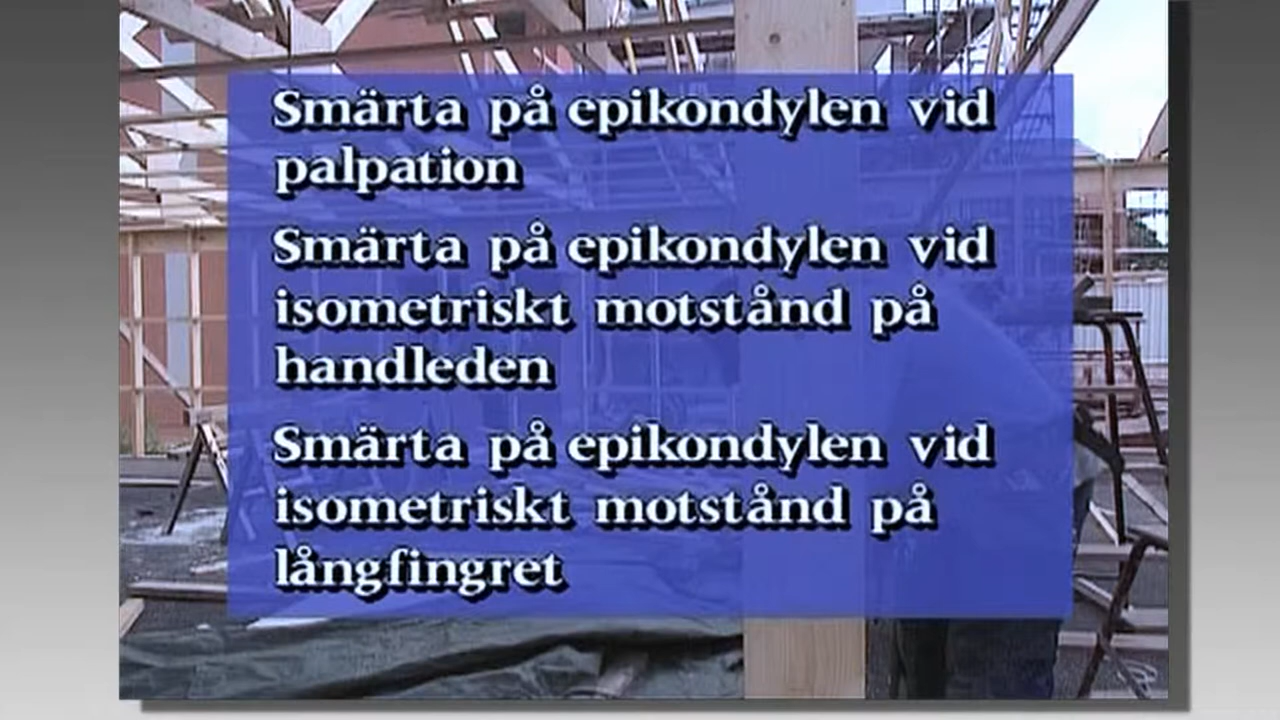 Smärta på epikondylen vid
palpation
Smärta på epikondylen vid
isometriskt motstånd på
handleden
Smärta på epikondylen vid
isometriskt motstånd på
långfingret